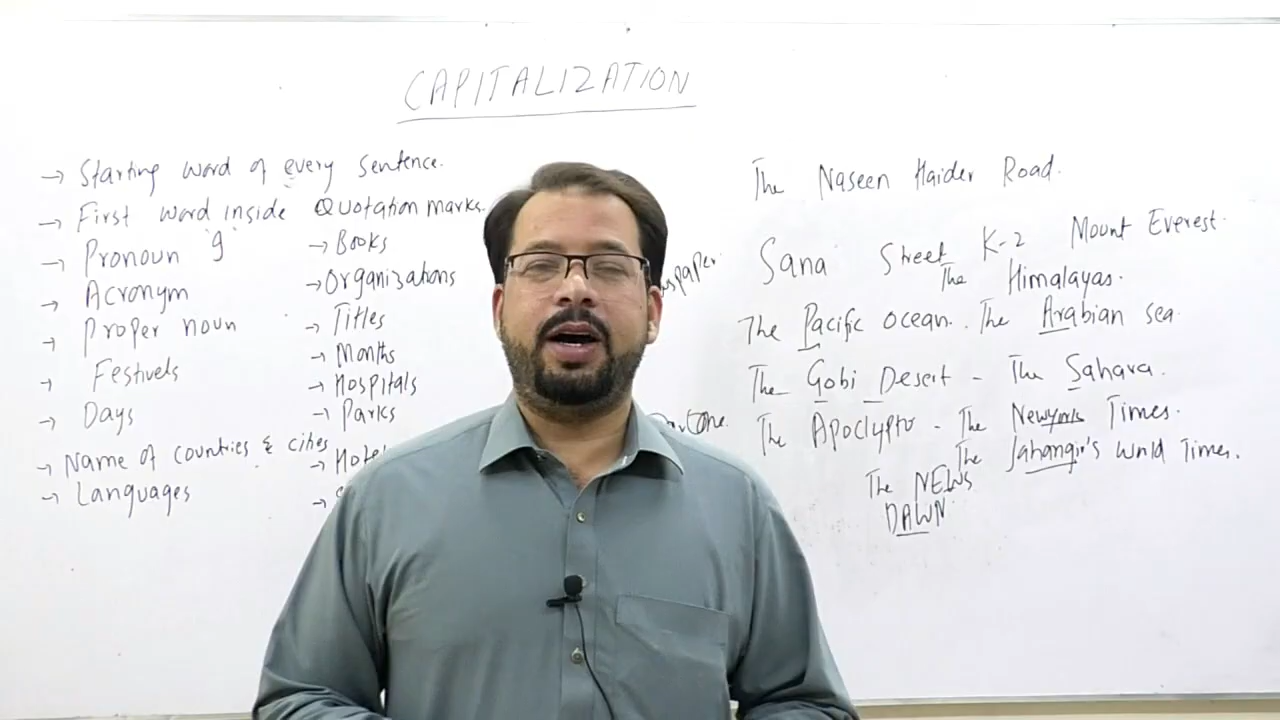 CAPITALIZATION
→ Starting word of every sentence.
→ First word inside Quotation marks.
→ Pronoun I
→ Acronym
→ Proper noun
→ Festivels
→ Days
→ Name of countries & cities
→ Languages
→ Books
→ Organizations
→ Titles
→ Months
→ Hospitals
→ Parks
→
→
The Naseen Haider Road.
Sana Street K-2 Mount Everest.
The Himalayas.
The Pacific Ocean. The Arabian sea.
The Gobi Desert - The Sahara.
The Apoclypto - The Newyork Times.
The Jahangir's World Times.
The NEWS
DAWN